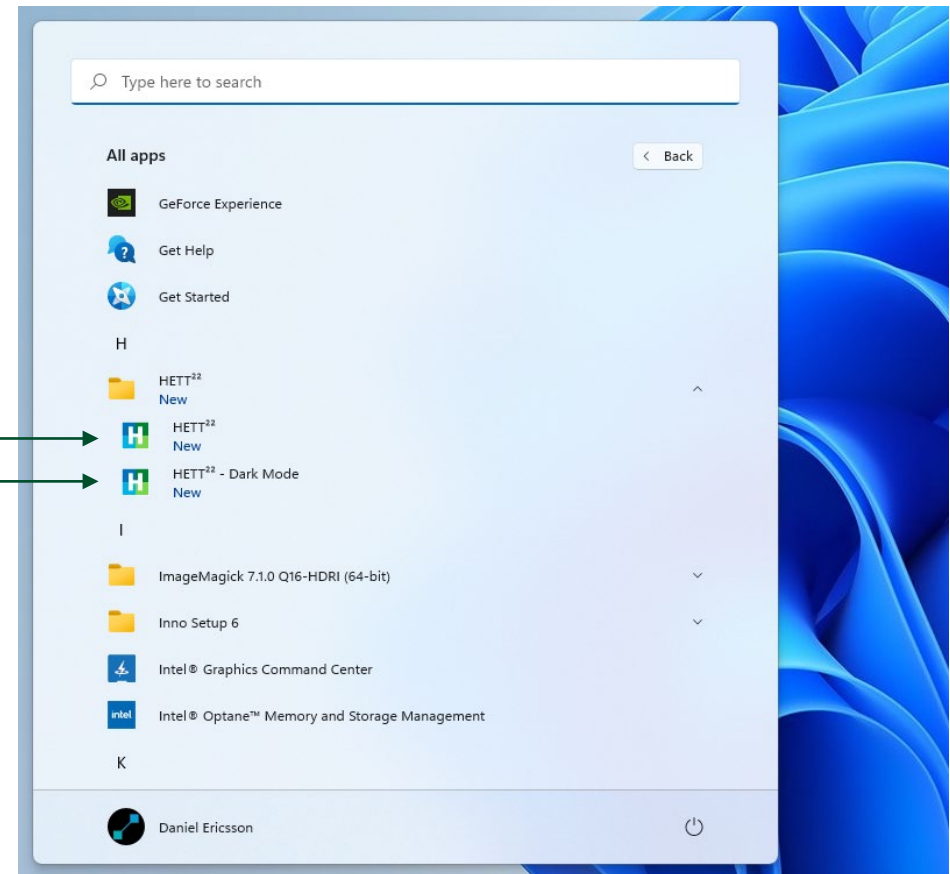 Type here to search
All apps
Back
GeForce Experience
Get Help
Get Started
H
HETT²²
New
H
HETT²²
New
H
HETT²² - Dark Mode
New
I
ImageMagick 7.1.0 Q16-HDRI (64-bit)
Inno Setup 6
Intel® Graphics Command Center
intel
Intel® Optane™ Memory and Storage Management
K
Daniel Ericsson